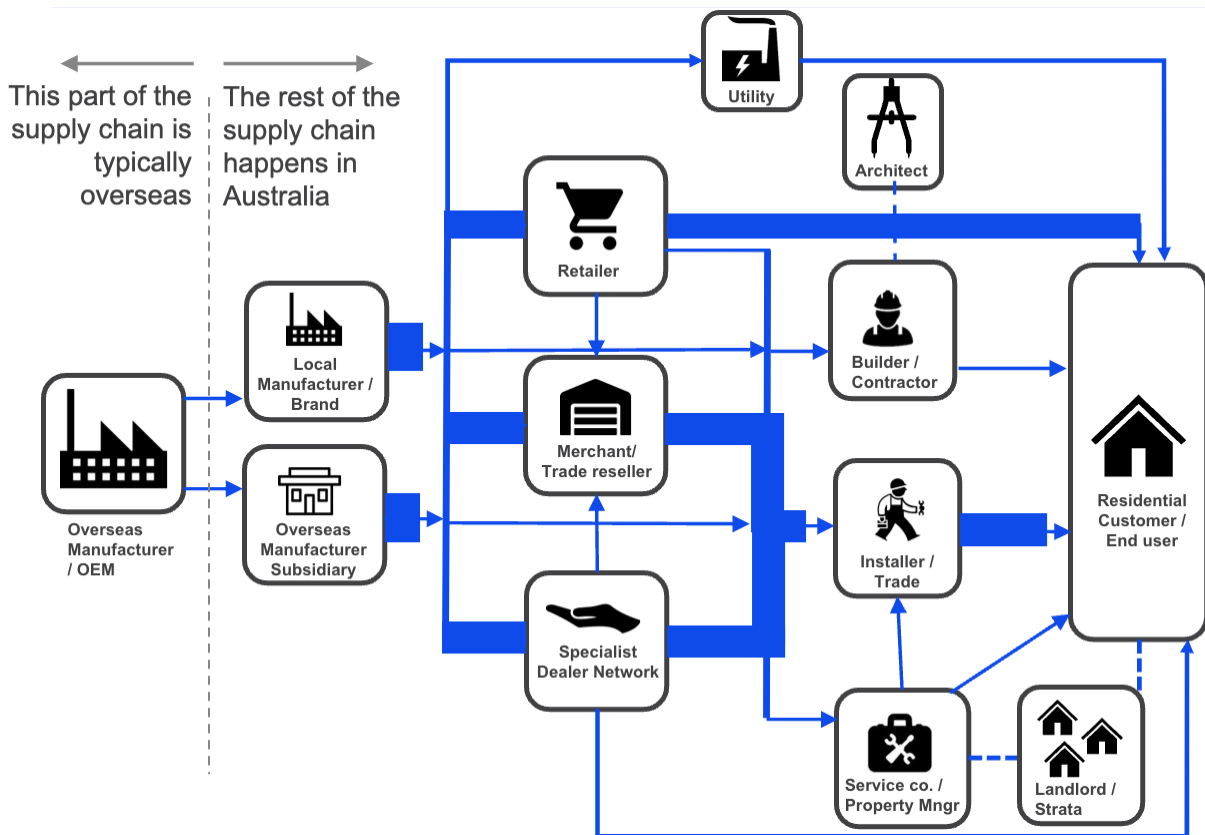 This part of the
supply chain is
typically
overseas
The rest of the
supply chain
happens in
Australia
Utility
Architect
Retailer
Local
Manufacturer /
Brand
Builder /
Contractor
Merchant/
Trade reseller
Overseas
Manufacturer
/ OEM
Overseas
Manufacturer
Subsidiary
Installer /
Trade
Residential
Customer /
End user
Specialist
Dealer Network
Service co. /
Property Mngr
Landlord /
Strata